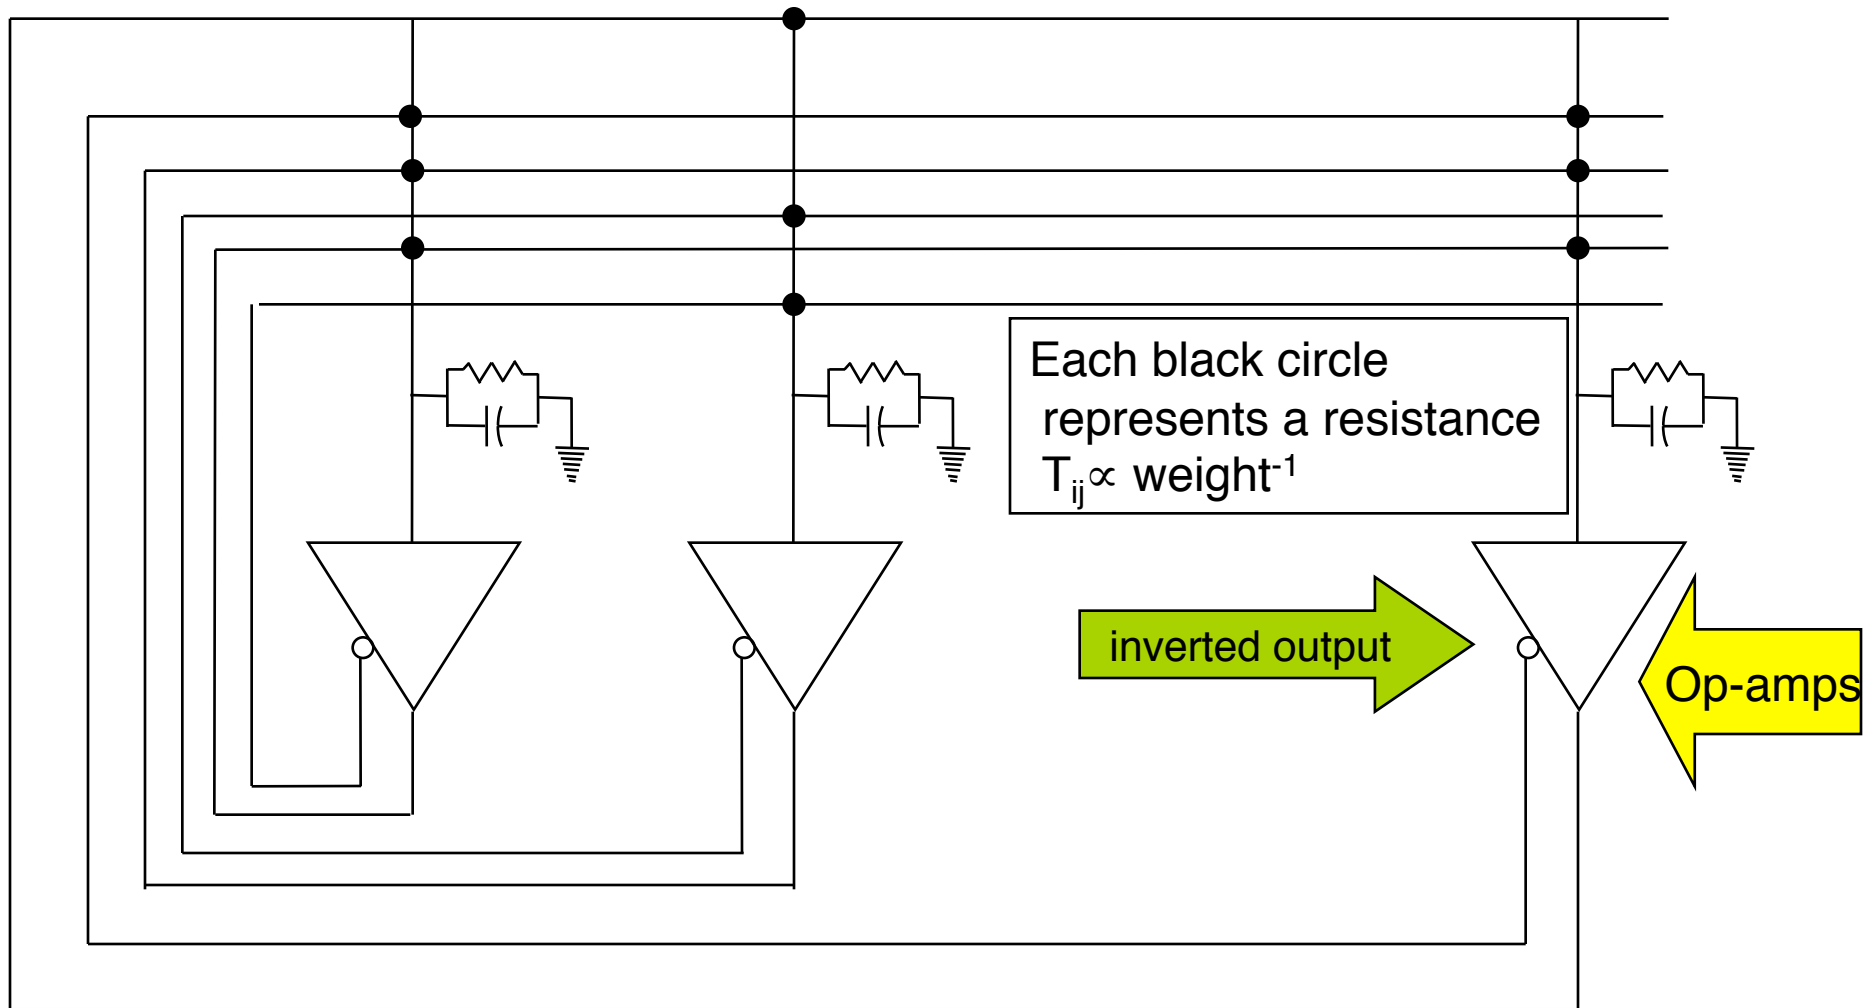 Each black circle
represents a resistance
Tᵢⱼ∝ weight⁻¹
inverted output
Op-amps